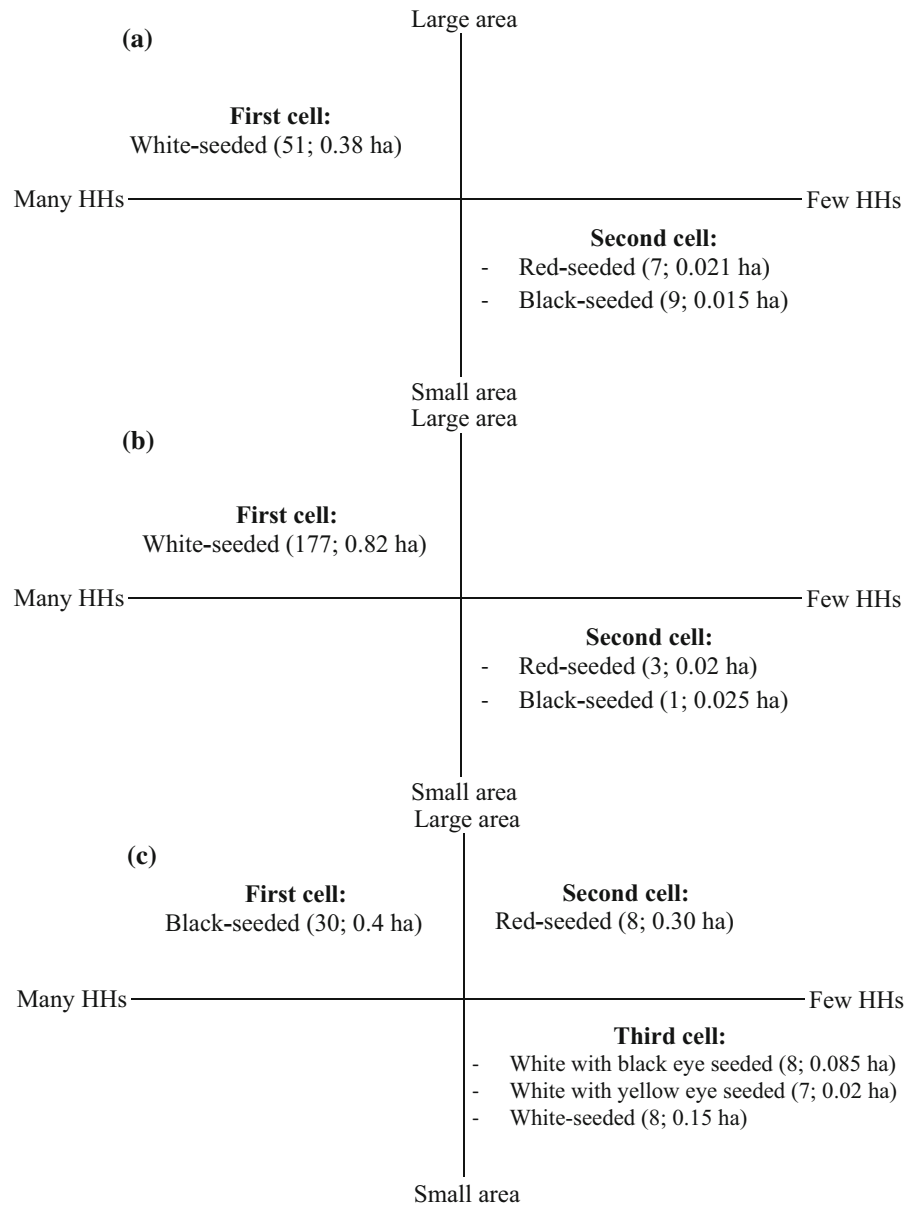 Large area
(a)
First cell:
White-seeded (51; 0.38 ha)
Many HHs
Few HHs
Second cell:
- Red-seeded (7; 0.021 ha)
- Black-seeded (9; 0.015 ha)
Small area
Large area
(b)
First cell:
White-seeded (177; 0.82 ha)
Many HHs
Few HHs
Second cell:
- Red-seeded (3; 0.02 ha)
- Black-seeded (1; 0.025 ha)
Small area
Large area
(c)
First cell:
Black-seeded (30; 0.4 ha)
Second cell:
Red-seeded (8; 0.30 ha)
Many HHs
Few HHs
Third cell:
- White with black eye seeded (8; 0.085 ha)
- White with yellow eye seeded (7; 0.02 ha)
- White-seeded (8; 0.15 ha)
Small area